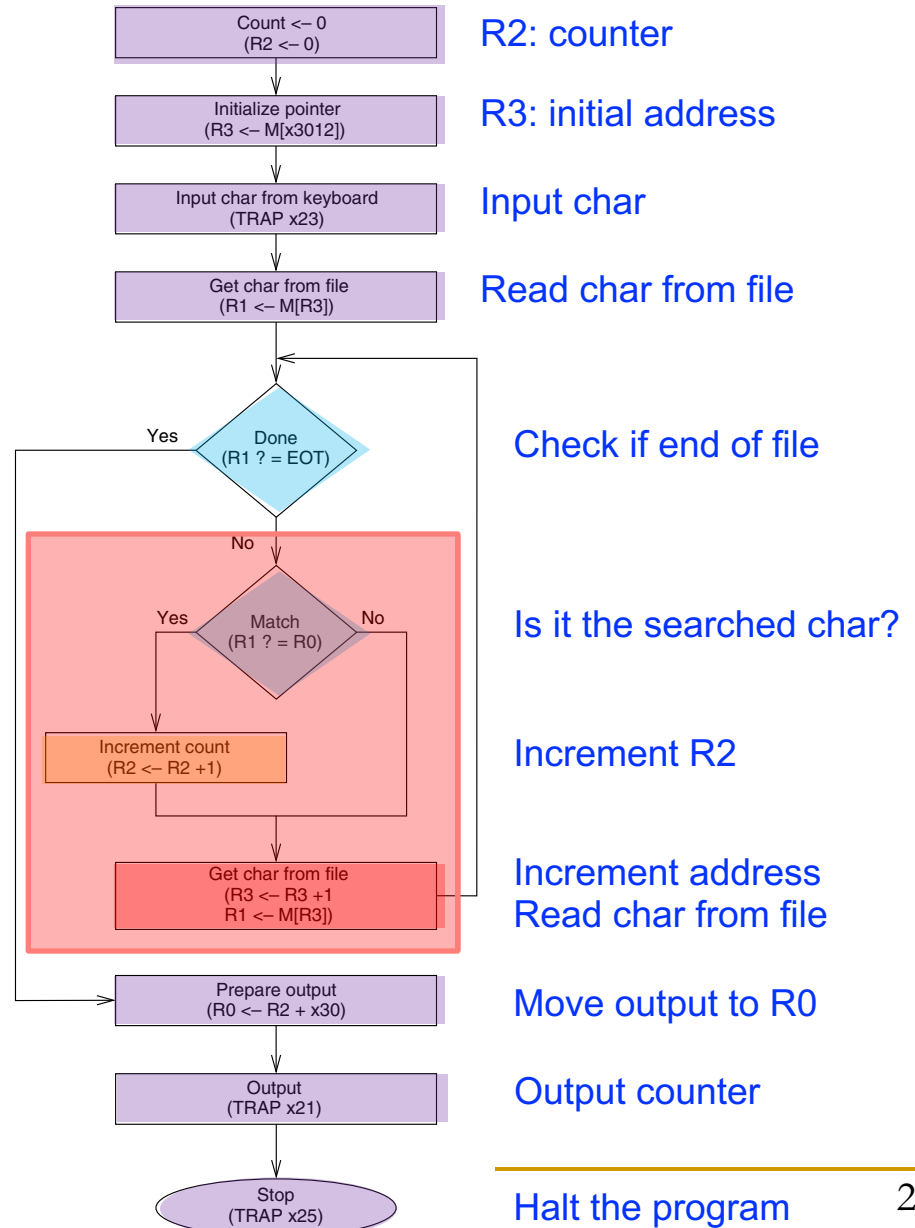 Count <– 0
(R2 <– 0)
R2: counter
Initialize pointer
(R3 <– M[x3012])
R3: initial address
Input char from keyboard
(TRAP x23)
Input char
Get char from file
(R1 <– M[R3])
Read char from file
Yes
Done
(R1 ? = EOT)
Check if end of file
No
Yes
Match
(R1 ? = R0)
No
Is it the searched char?
Increment count
(R2 <– R2 +1)
Increment R2
Get char from file
(R3 <– R3 +1
R1 <– M[R3])
Increment address
Read char from file
Prepare output
(R0 <– R2 + x30)
Move output to R0
Output
(TRAP x21)
Output counter
Stop
(TRAP x25)
Halt the program
2